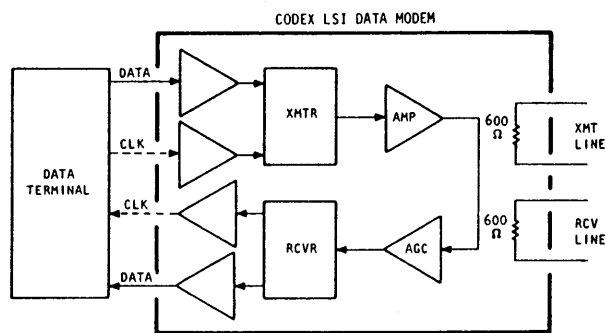 CODEX LSI DATA MODEM
DATA
XMTR
AMP
600
Ω
XMT
LINE
CLK
DATA
TERMINAL
CLK
RCVR
AGC
600
Ω
RCV
LINE
DATA